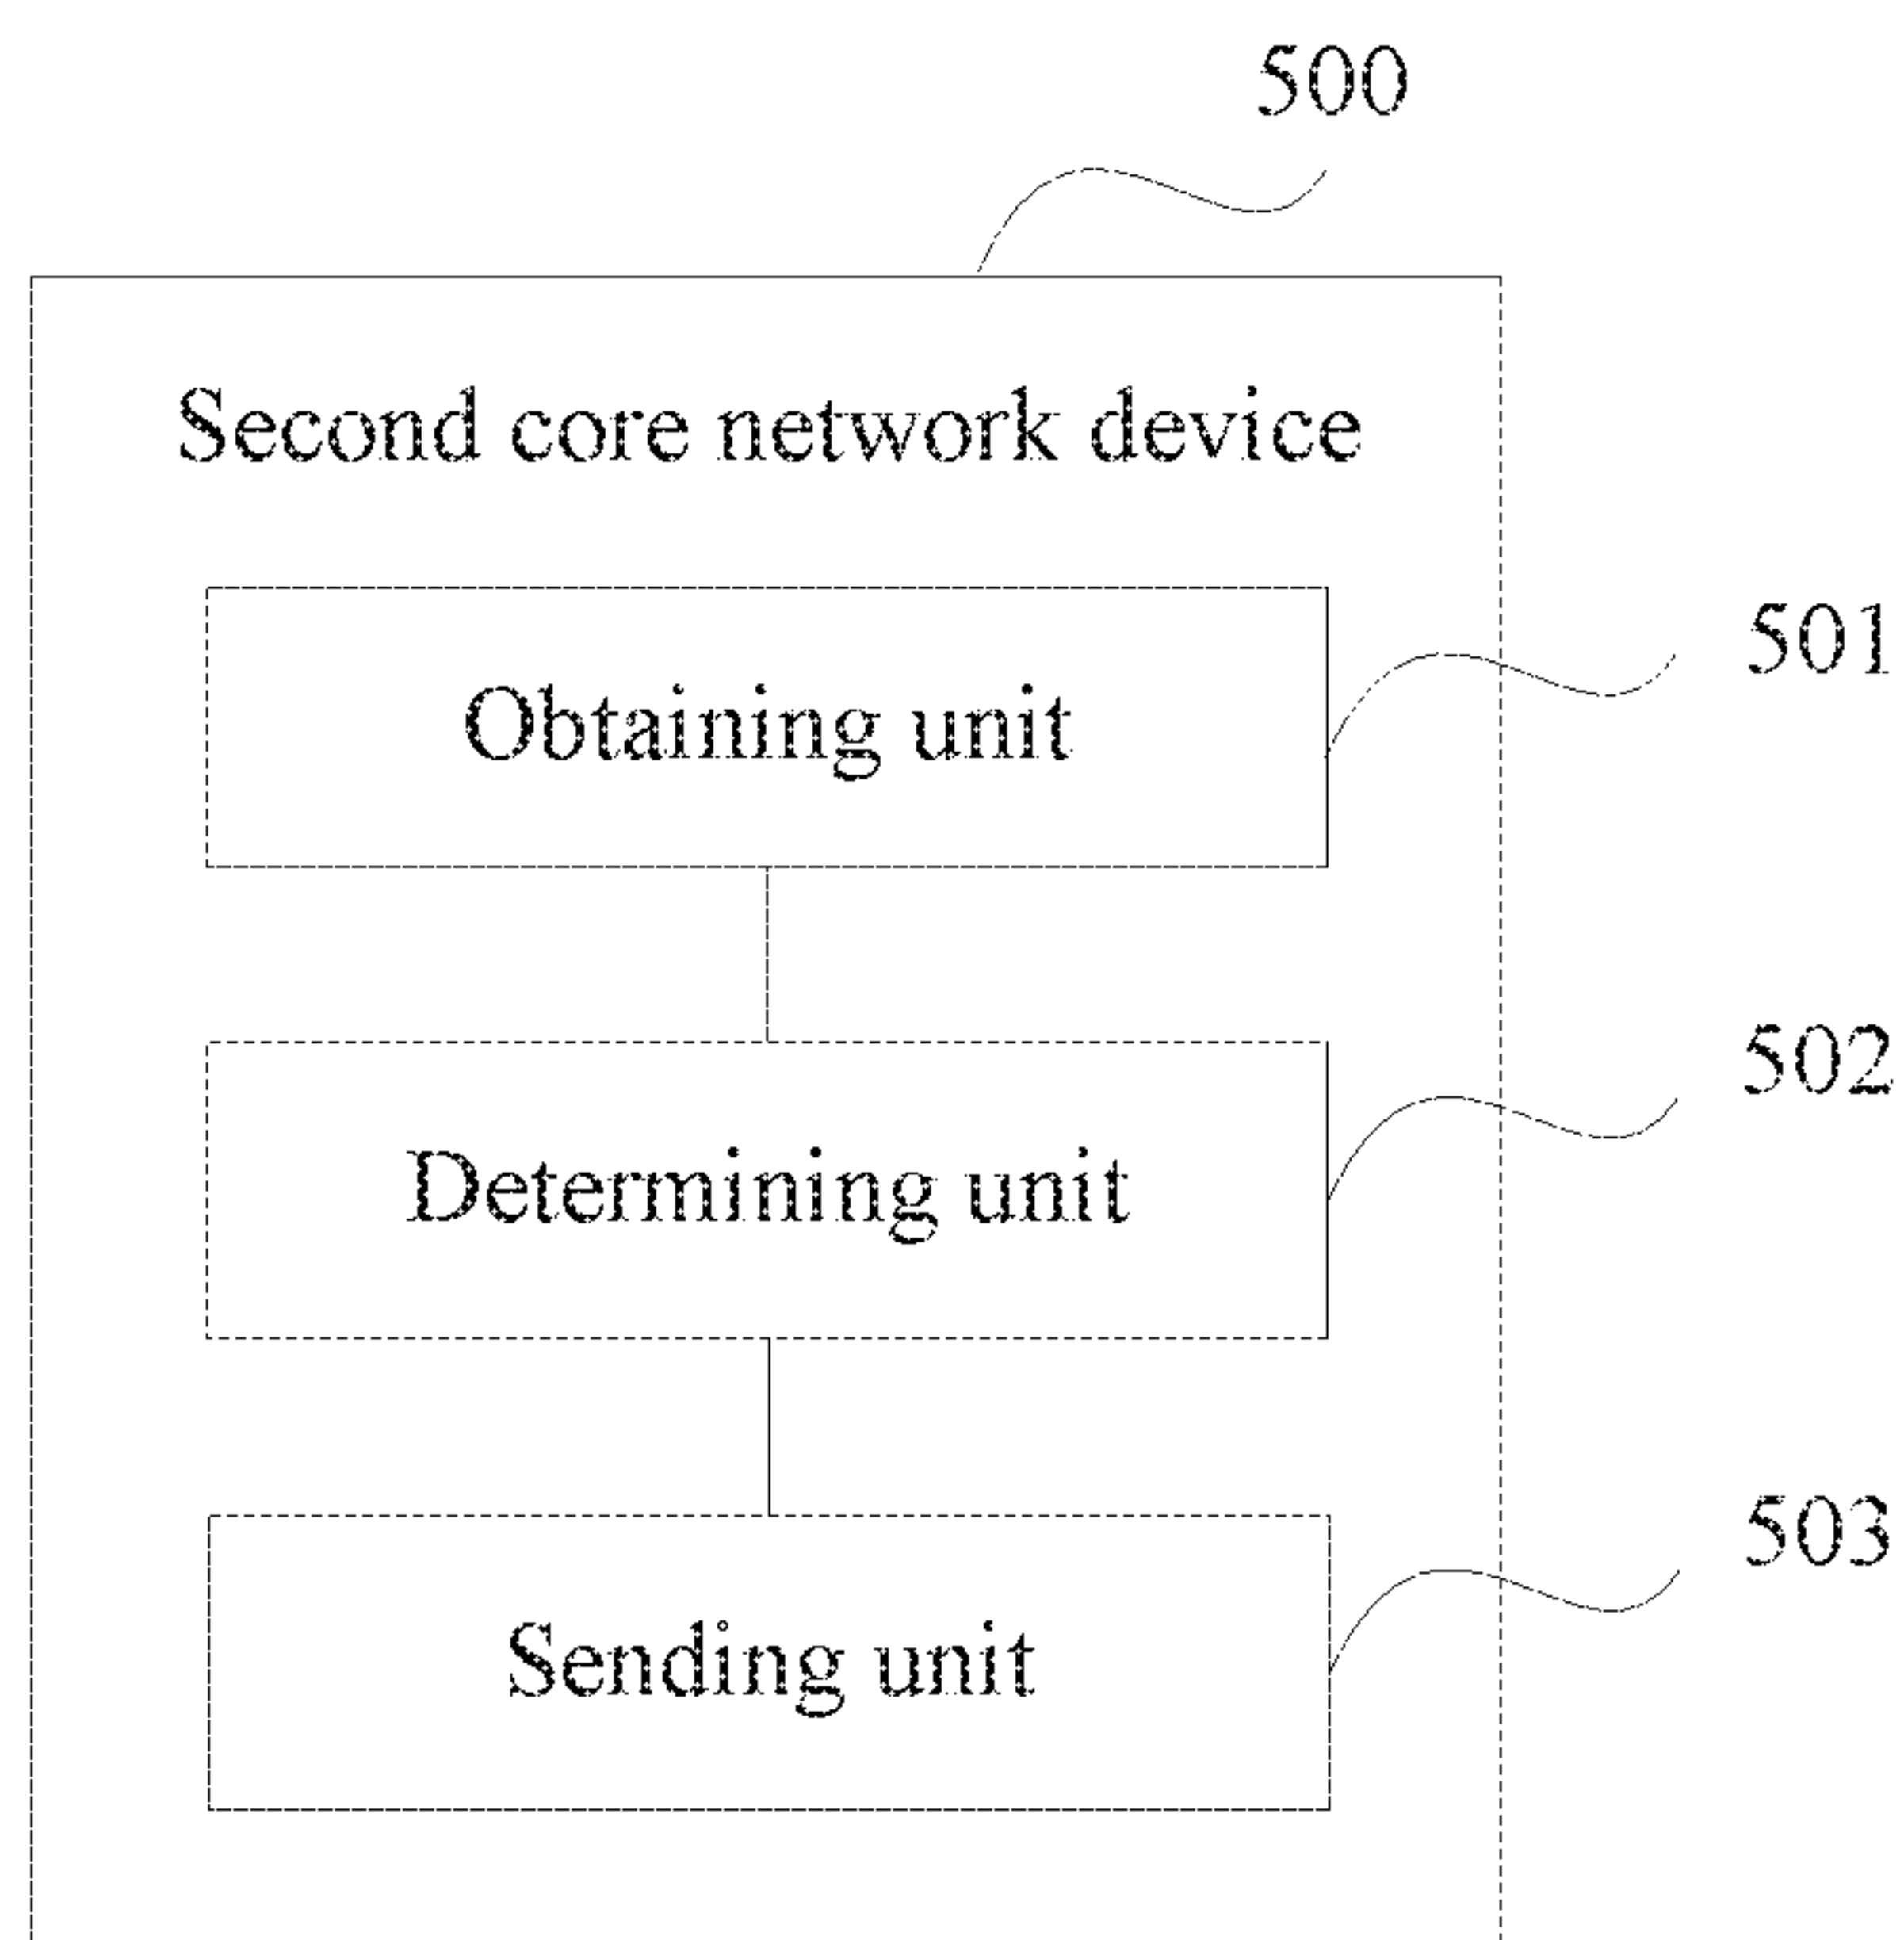 500
Second core network device
501
Obtaining unit
502
Determining unit
503
Sending unit